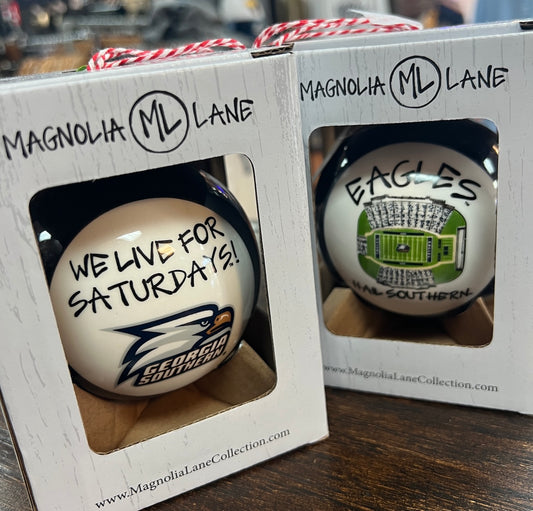 MAGNOLIA ML LANE
WE LIVE FOR
SATURDAYS!
GEORGIA
SOUTHERN
www.MagnoliaLaneCollection.com
MAGNOLIA ML LANE
EAGLES
HAIL SOUTHERN
www.MagnoliaLaneCollection.com